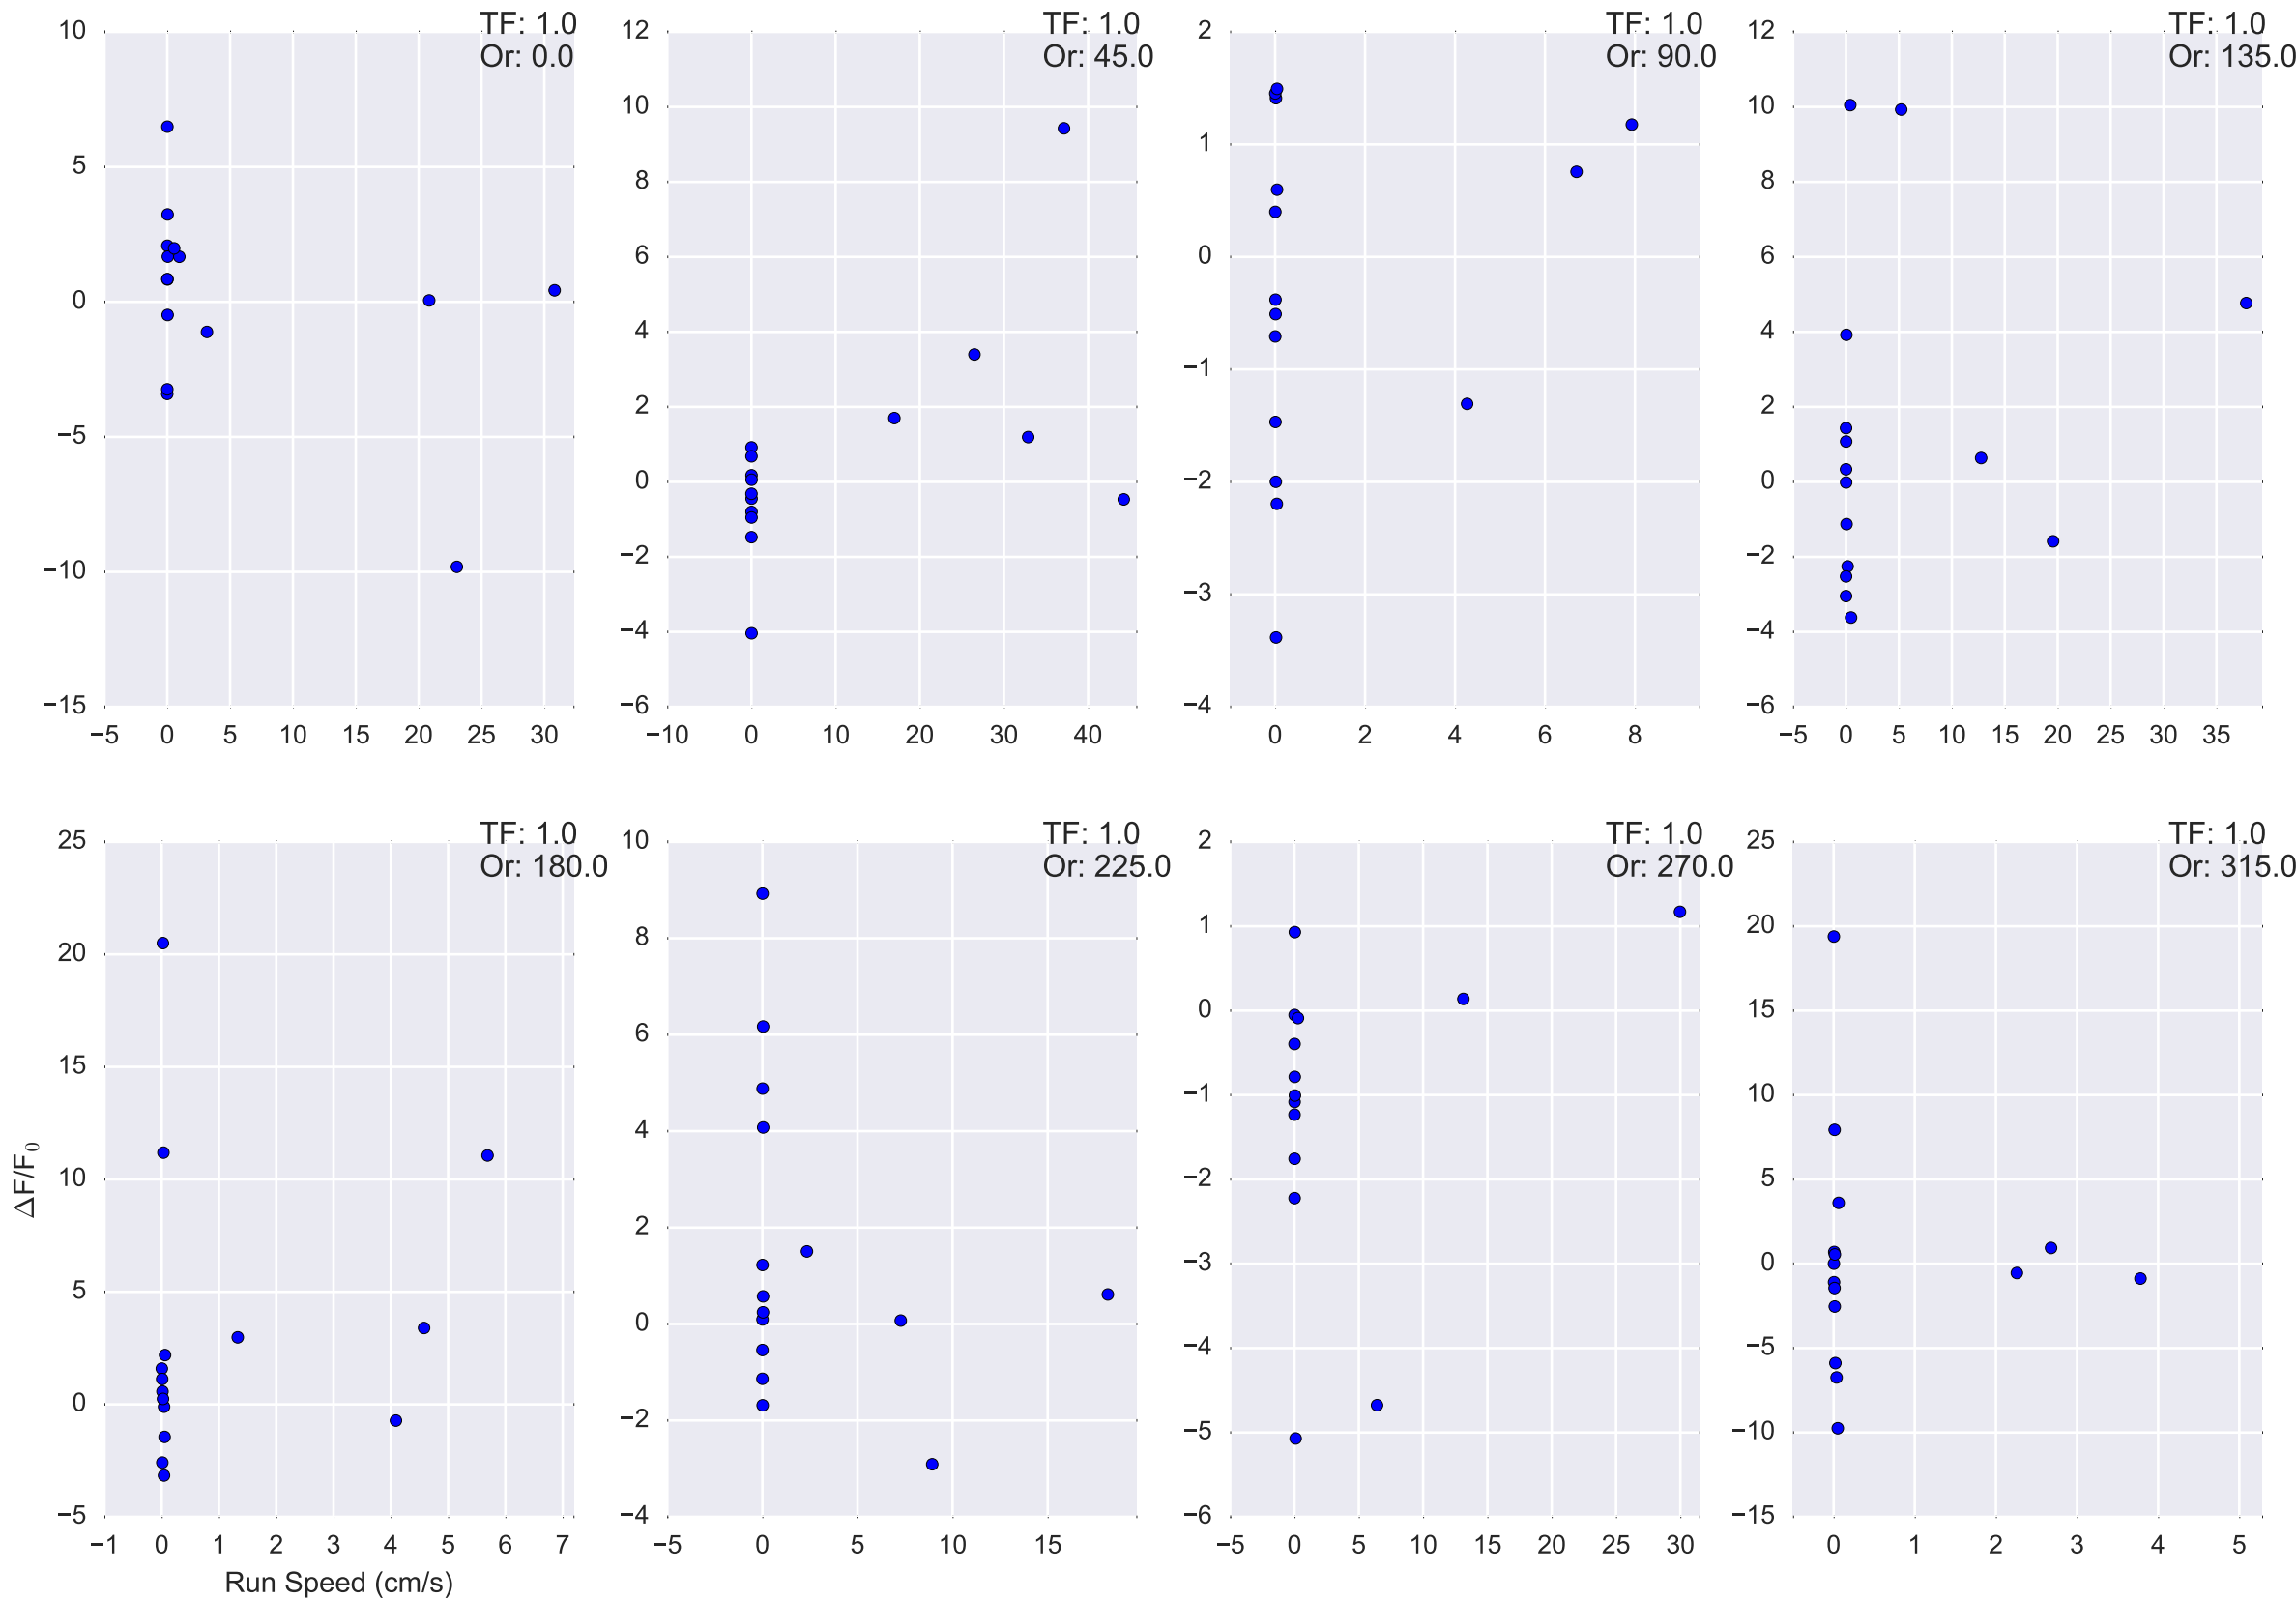 TF: 1.0
Or: 0.0
10
5
0
−5
−10
−15
−5 0 5 10 15 20 25 30
TF: 1.0
Or: 45.0
12
10
8
6
4
2
0
−2
−4
−6
−10 0 10 20 30 40
TF: 1.0
Or: 90.0
2
1
0
−1
−2
−3
−4
0 2 4 6 8
TF: 1.0
Or: 135.0
12
10
8
6
4
2
0
−2
−4
−6
−5 0 5 10 15 20 25 30 35
TF: 1.0
Or: 180.0
25
20
15
10
5
0
−5
ΔF/F₀
−1 0 1 2 3 4 5 6 7
Run Speed (cm/s)
TF: 1.0
Or: 225.0
10
8
6
4
2
0
−2
−4
−5 0 5 10 15
TF: 1.0
Or: 270.0
2
1
0
−1
−2
−3
−4
−5
−6
−5 0 5 10 15 20 25 30
TF: 1.0
Or: 315.0
25
20
15
10
5
0
−5
−10
−15
0 1 2 3 4 5